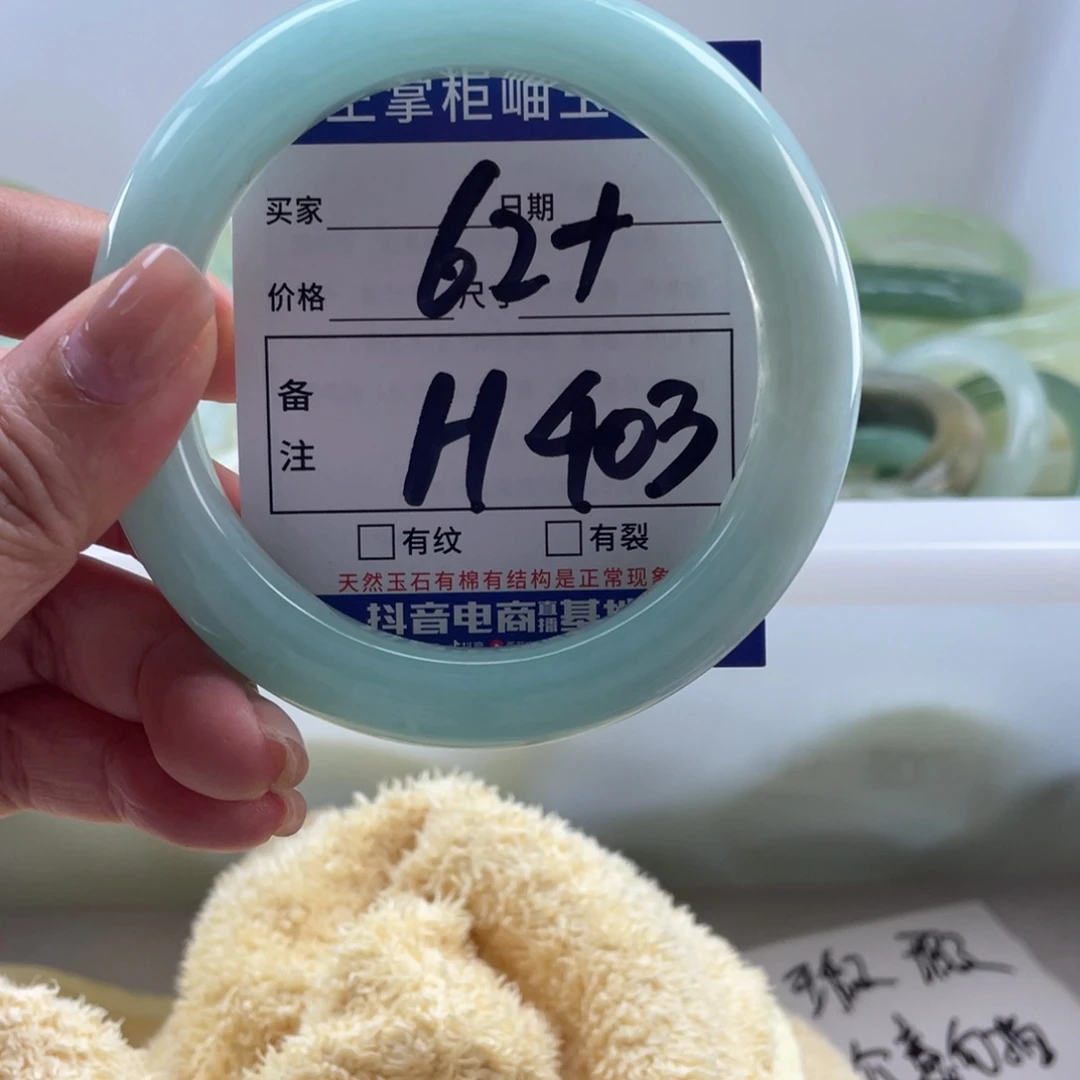 掌柜岫玉
买家 日期
62+
价格 尺寸
备注
H403
有纹 有裂
天然玉石有棉有结构是正常现象
抖音电商直播基地